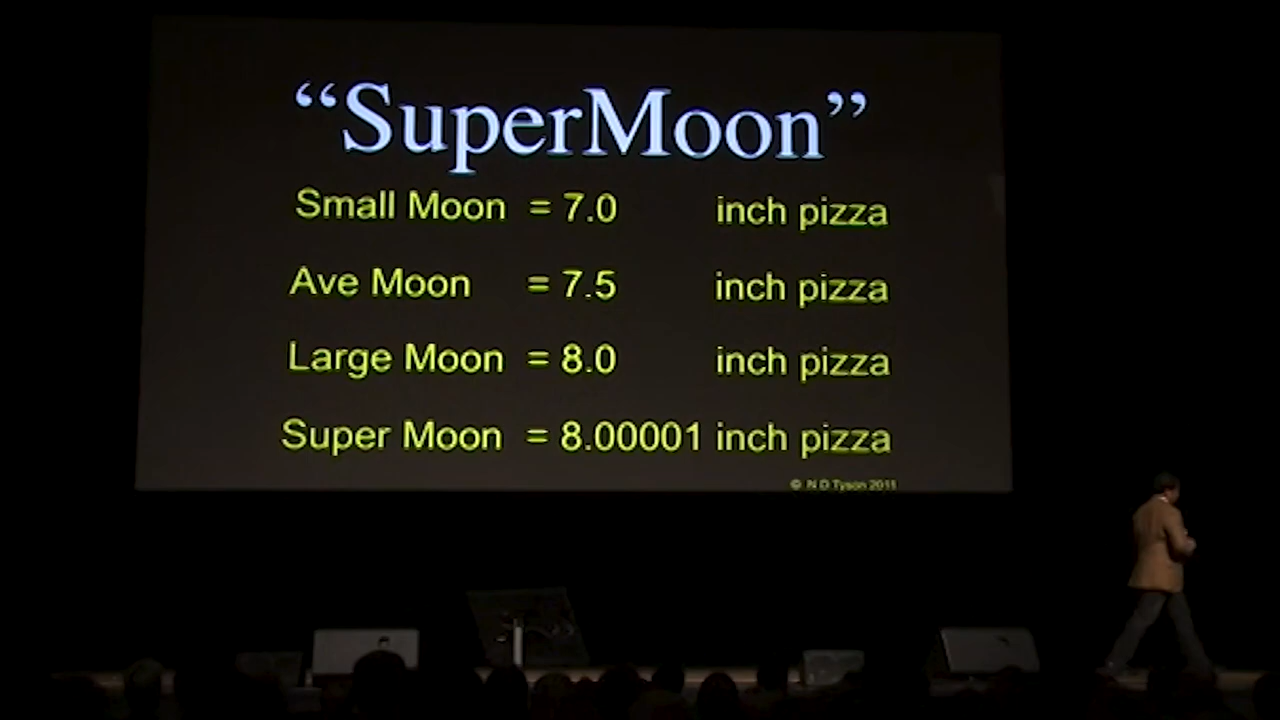 “SuperMoon”
Small Moon = 7.0 inch pizza
Ave Moon = 7.5 inch pizza
Large Moon = 8.0 inch pizza
Super Moon = 8.00001 inch pizza
© N D Tyson 2011